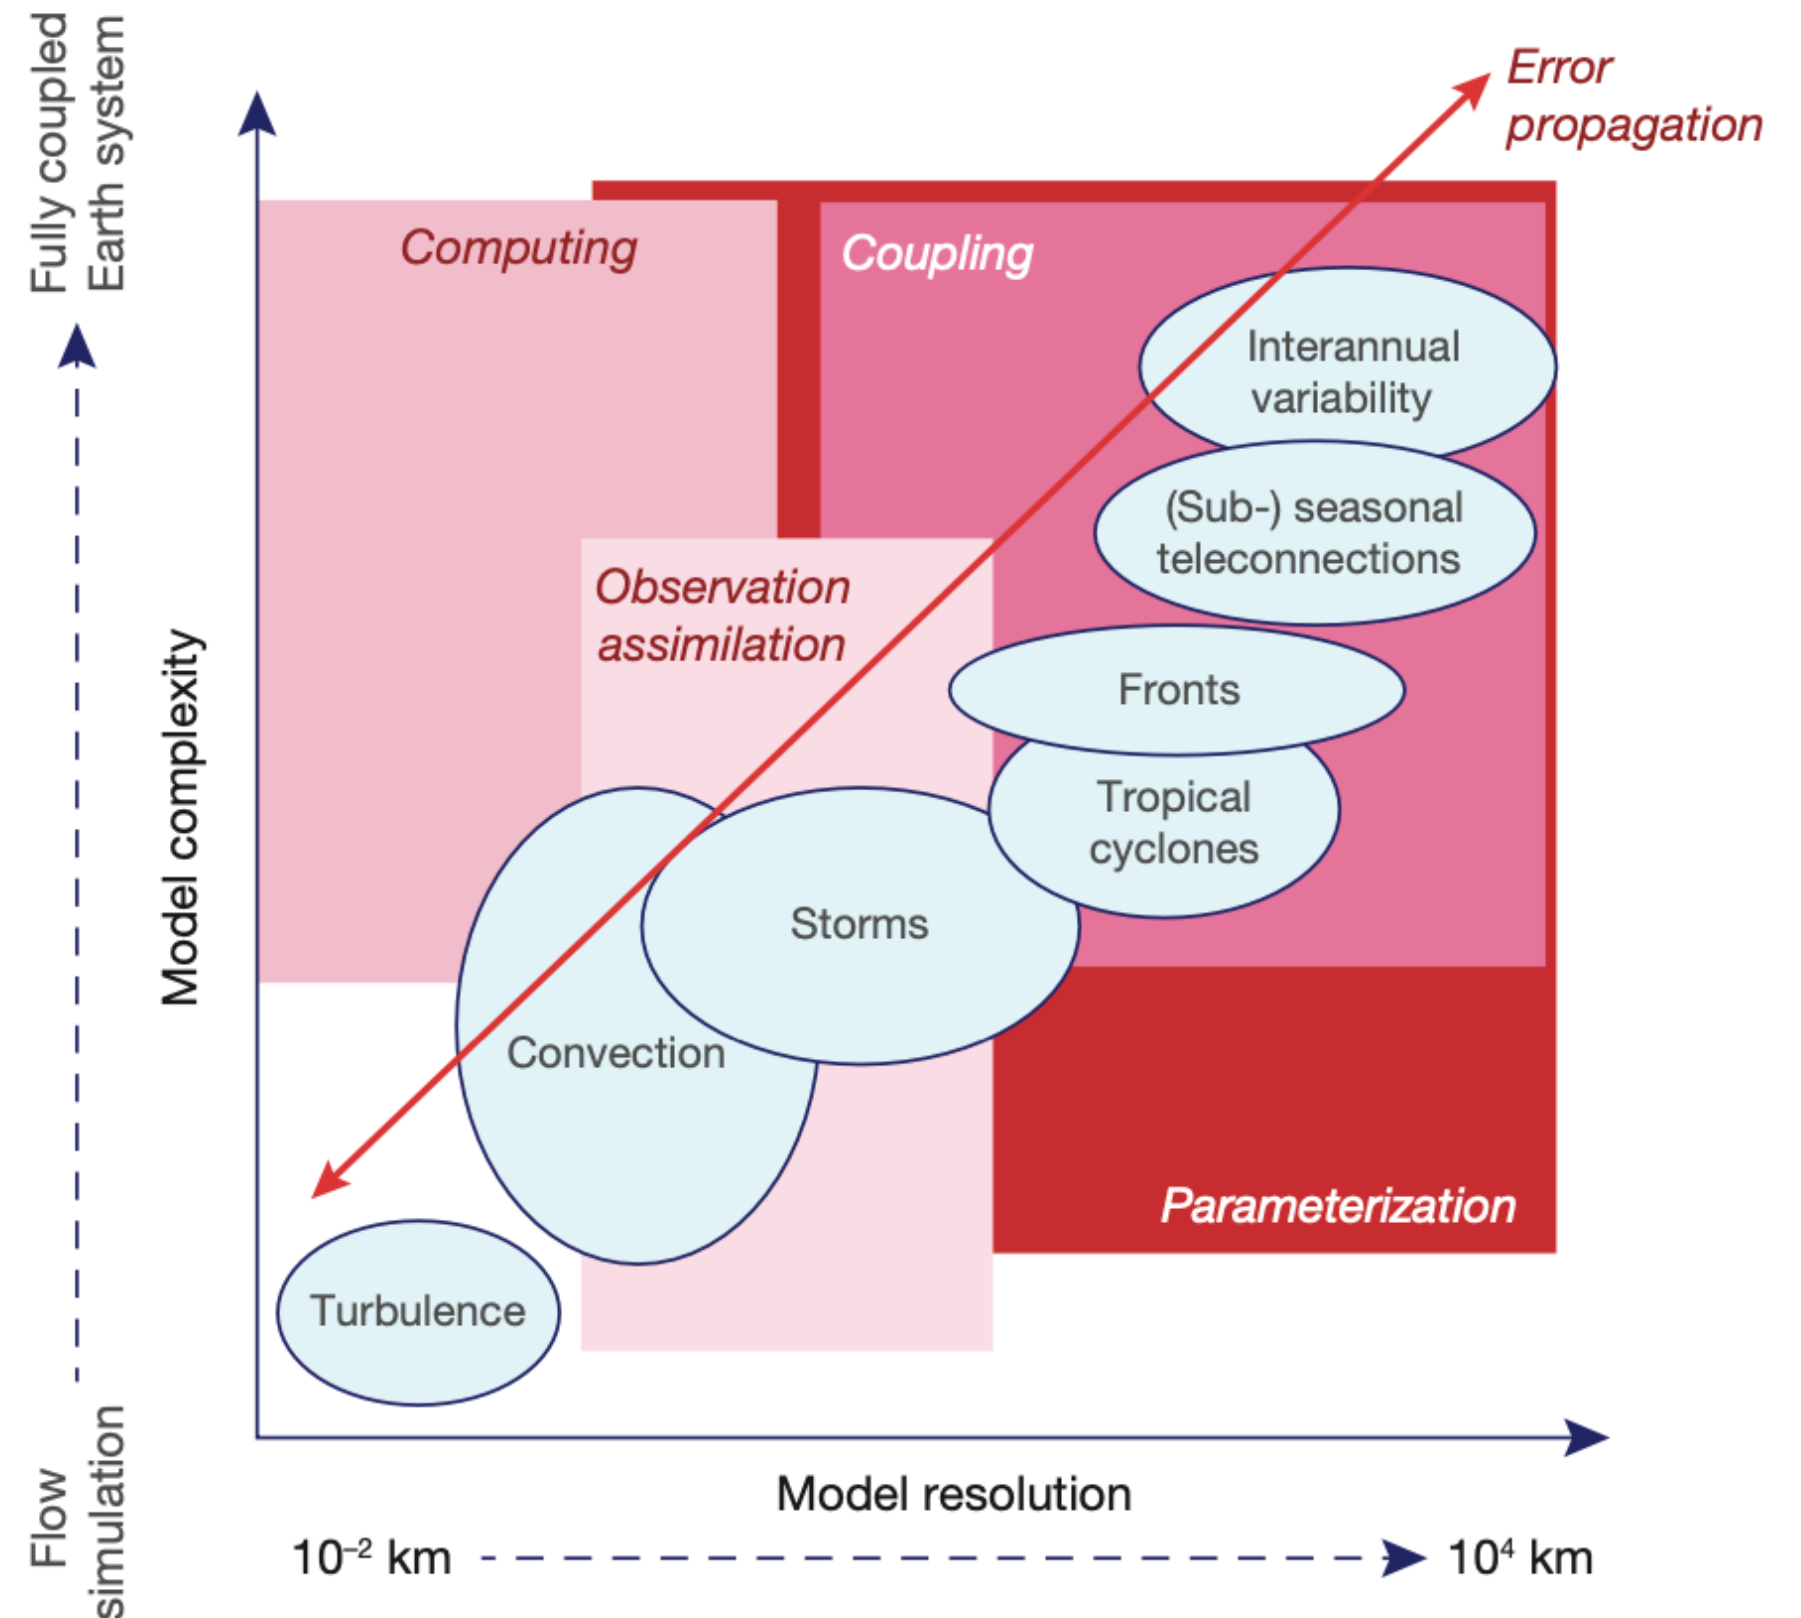 Fully coupled
Earth system
Error
propagation
Computing
Coupling
Interannual
variability
(Sub-) seasonal
teleconnections
Observation
assimilation
Fronts
Tropical
cyclones
Model complexity
Storms
Convection
Parameterization
Turbulence
Flow
simulation
Model resolution
10⁻² km
10⁴ km